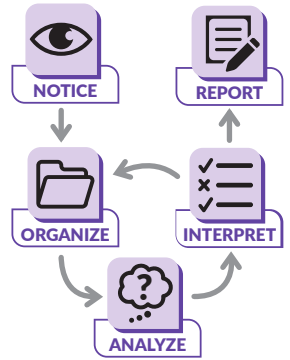 NOTICE
REPORT
ORGANIZE
INTERPRET
?
ANALYZE